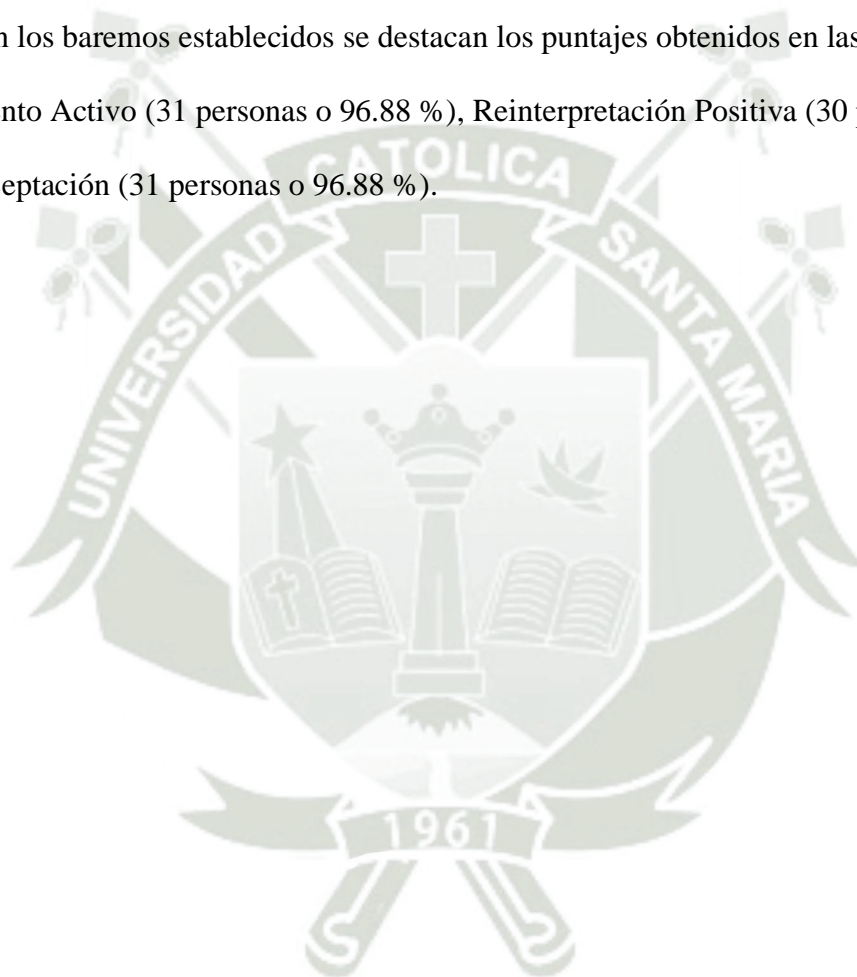 n los baremos establecidos se destacan los puntajes obtenidos en las
nto Activo (31 personas o 96.88 %), Reinterpretación Positiva (30
eptación (31 personas o 96.88 %).
CATOLICA
UNIVERSIDAD
SANTA MARIA
1961